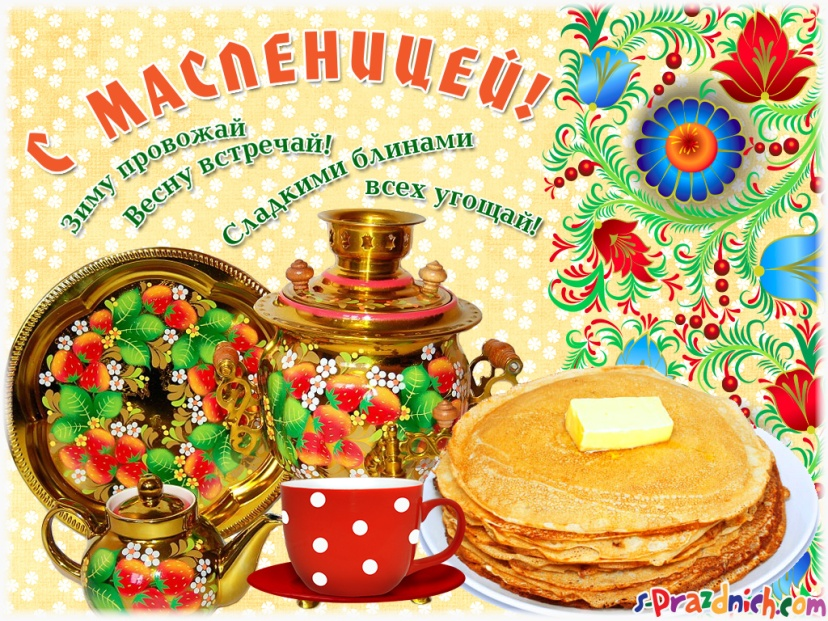 С МАСЛЕНИЦЕЙ!
Зиму провожай
Весну встречай!
Сладкими блинами
всех угощай!
s-Prazdnich.com